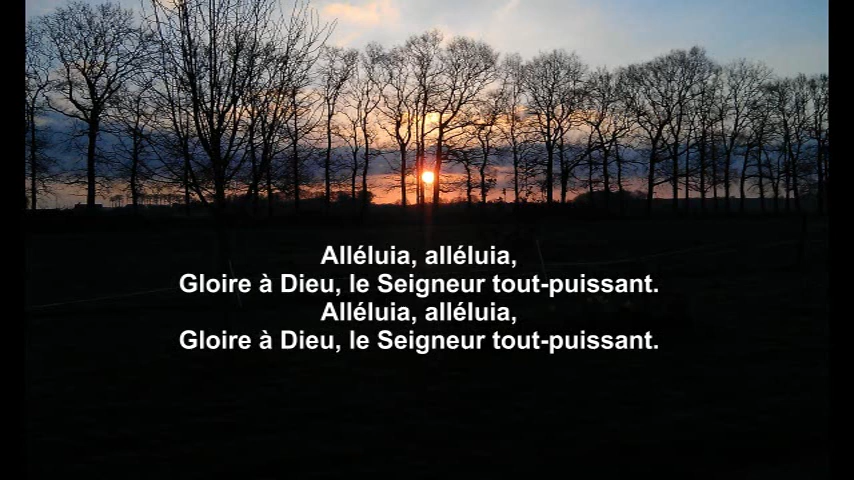 Alléluia, alléluia,
Gloire à Dieu, le Seigneur tout-puissant.
Alléluia, alléluia,
Gloire à Dieu, le Seigneur tout-puissant.